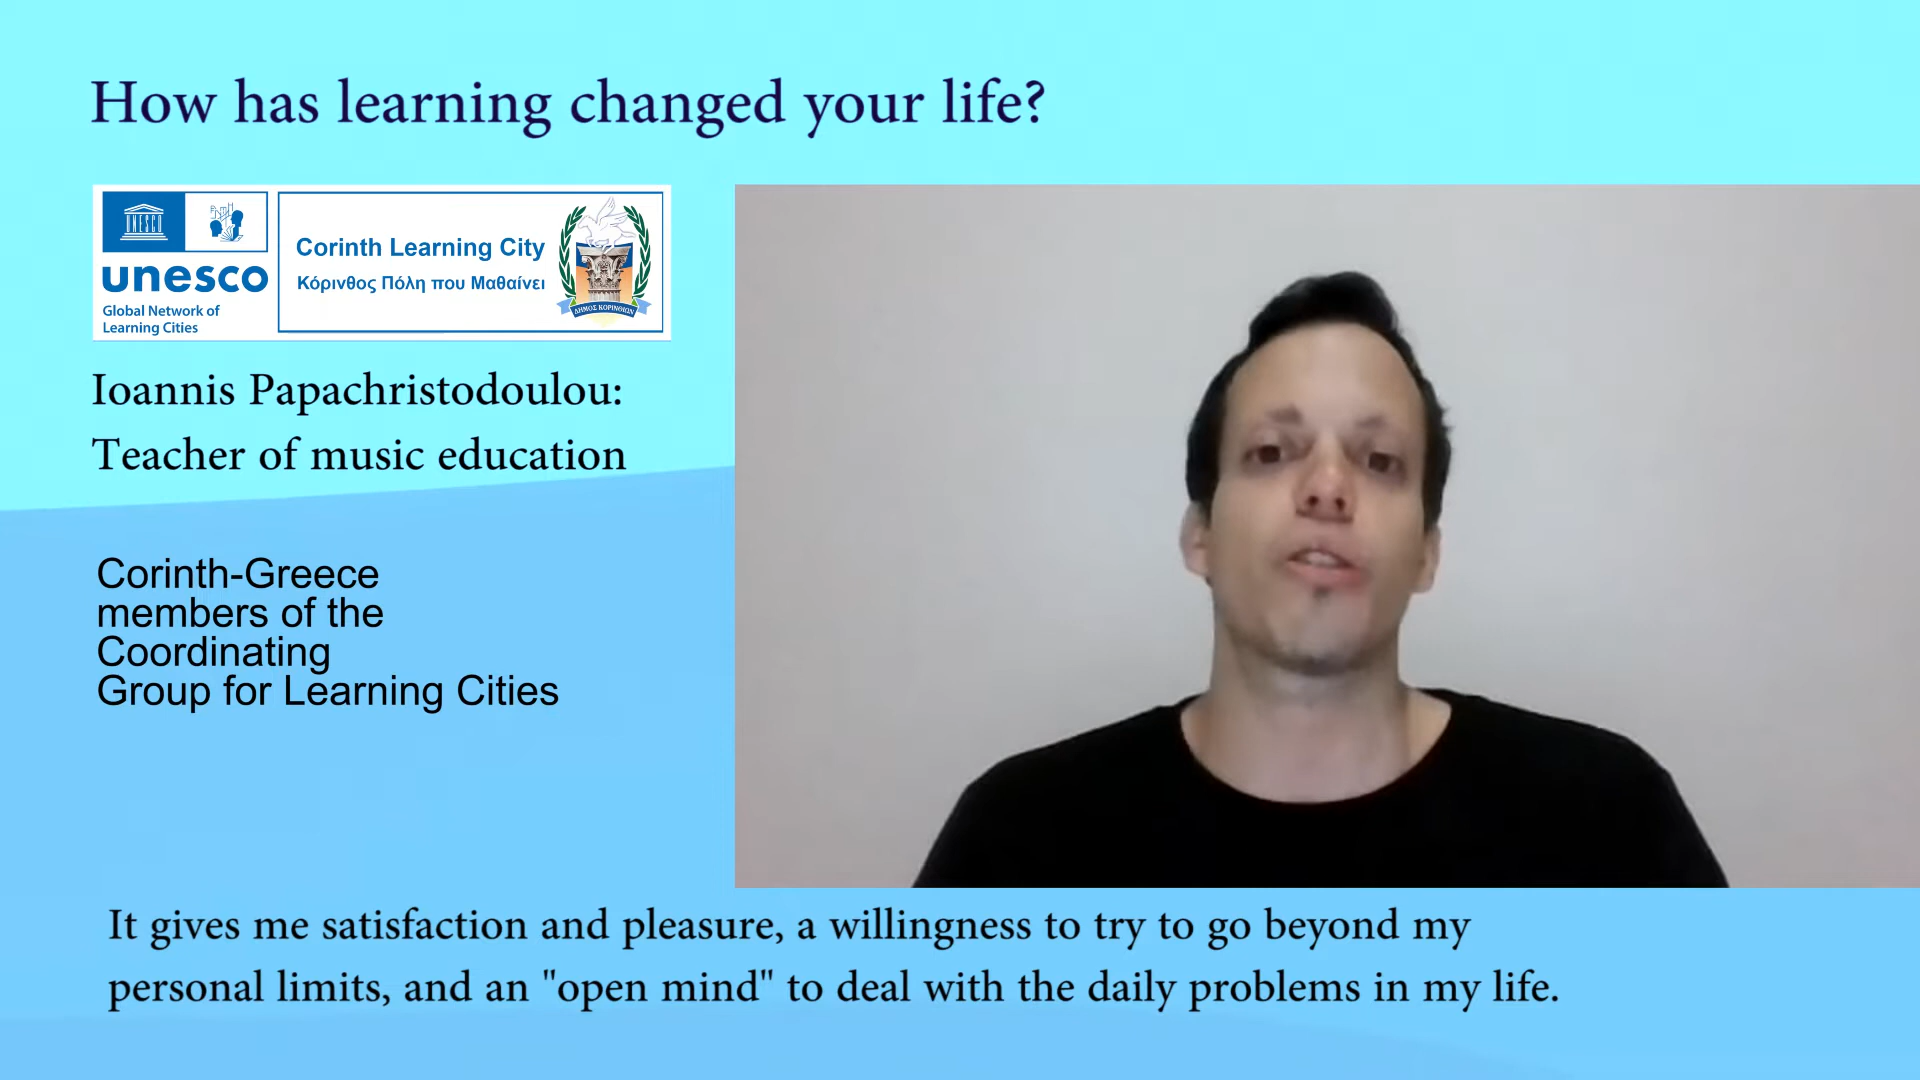 How has learning changed your life?
UNESCO
unesco
Global Network of
Learning Cities
Corinth Learning City
Κόρινθος Πόλη που Μαθαίνει
ΔΗΜΟΣ ΚΟΡΙΝΘΙΩΝ
Ioannis Papachristodoulou:
Teacher of music education
Corinth-Greece
members of the
Coordinating
Group for Learning Cities
It gives me satisfaction and pleasure, a willingness to try to go beyond my
personal limits, and an "open mind" to deal with the daily problems in my life.